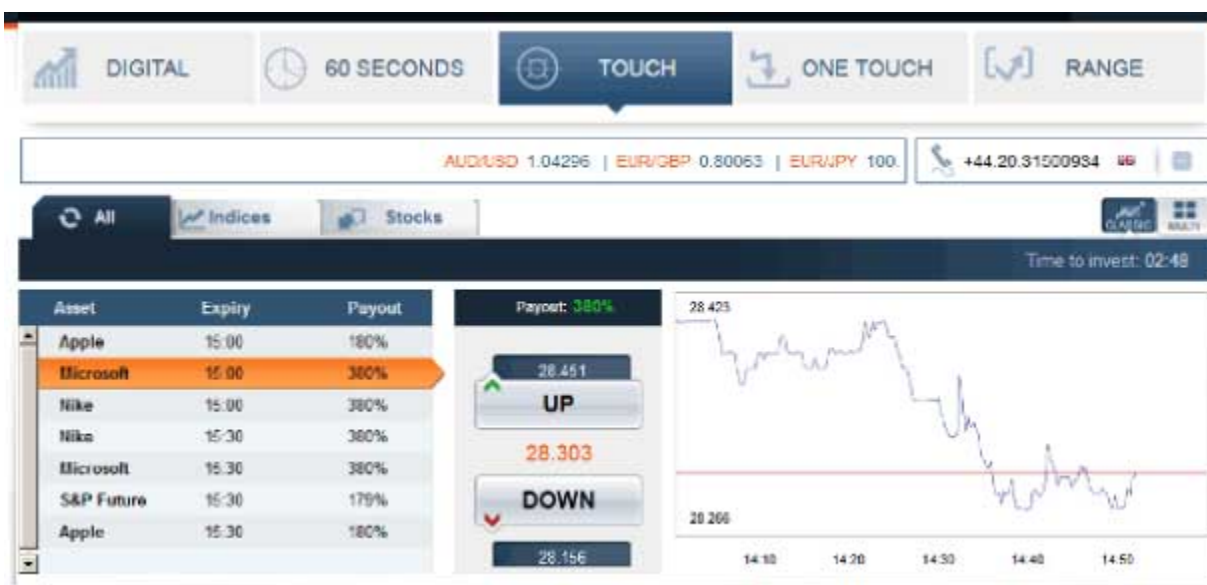 DIGITAL 60 SECONDS TOUCH ONE TOUCH RANGE
AUD/USD 1.04296 | EUR/GBP 0.80063 | EUR/JPY 100. +44.20.31500934
All Indices Stocks
Time to invest: 02:48
Asset Expiry Payout
Apple 15:00 180%
Microsoft 15:00 380%
Nike 15:00 380%
Nike 15:30 380%
Microsoft 15:30 380%
S&P Future 15:30 179%
Apple 15:30 180%
Payout: 380%
28.451
UP
28.303
DOWN
28.156
28.423
28.266
14:10 14:20 14:30 14:40 14:50